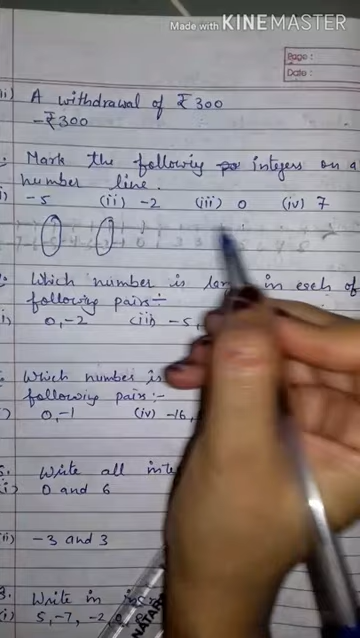 Made with KINEMASTER
Page :
Date :
ii) A withdrawal of ₹300
-₹300
Mark the following integers on a
number line.
i) -5 (ii) -2 (iii) 0 (iv) 7
Which number is in each of
following pairs:-
i) 0, -2 (ii) -5,
Which number is
following pairs:-
0, -1 (iv) -16,
Write all
(i) 0 and 6
ii) -3 and 3
Write in
(i) 5, -7, -2,
NATARAJ